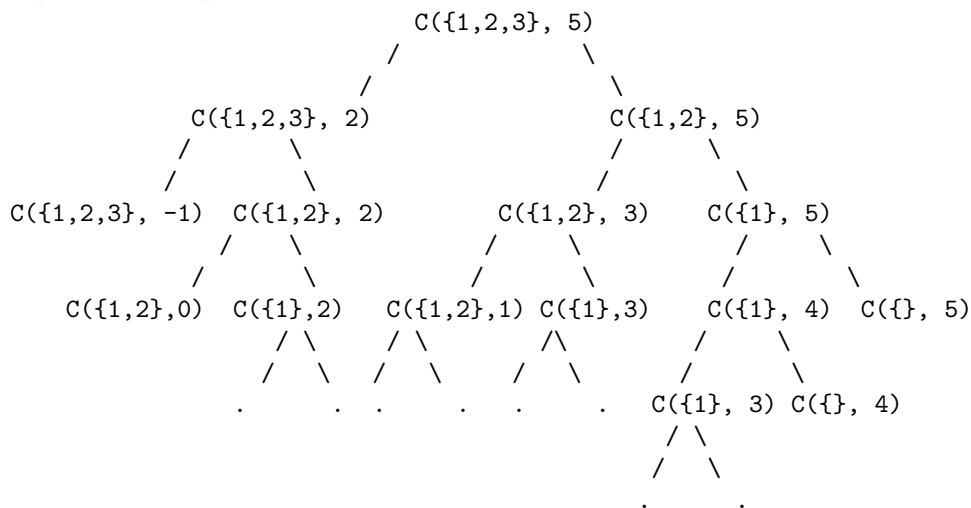 C({1,2,3}, 5)
/ \
/ \
C({1,2,3}, 2) C({1,2}, 5)
/ \ / \
/ \ / \
C({1,2,3}, -1) C({1,2}, 2) C({1,2}, 3) C({1}, 5)
/ \ / \ / \
/ \ / \ / \
C({1,2},0) C({1},2) C({1,2},1) C({1},3) C({1}, 4) C({}, 5)
/ \ / \ /\ / \
/ \ / \ / \ / \
. . . . . . C({1}, 3) C({}, 4)
/ \
/ \
. .